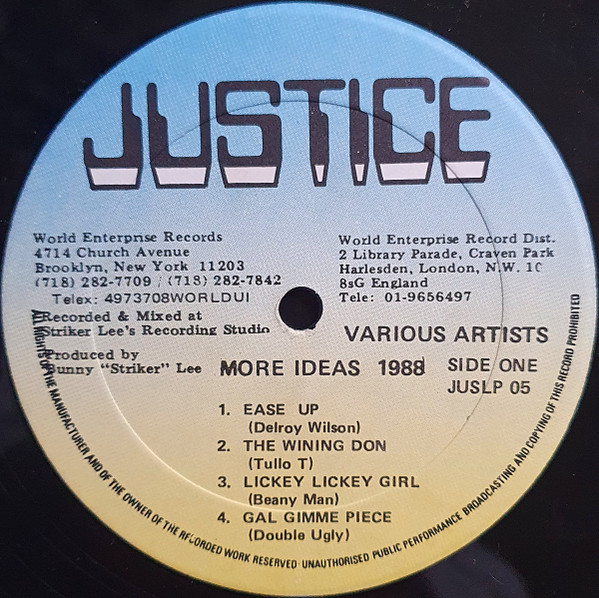 JUSTICE
World Enterprise Records
4714 Church Avenue
Brooklyn, New York 11203
(718) 282-7709 / (718) 282-7842
Telex: 4973708WORLDUI
Recorded & Mixed at
Striker Lee's Recording Studio
Produced by
Bunny "Striker" Lee
World Enterprise Record Dist.
2 Library Parade, Craven Park
Harlesden, London, N.W. 1C
8sG England
Tele: 01-9656497
VARIOUS ARTISTS
MORE IDEAS 1988
SIDE ONE
JUSLP 05
1. EASE UP
(Delroy Wilson)
2. THE WINING DON
(Tullo T)
3. LICKEY LICKEY GIRL
(Beany Man)
4. GAL GIMME PIECE
(Double Ugly)
ALL RIGHTS OF THE MANUFACTURER AND OF THE OWNER OF THE RECORDED WORK RESERVED · UNAUTHORISED PUBLIC PERFORMANCE BROADCASTING AND COPYING OF THIS RECORD PROHIBITED